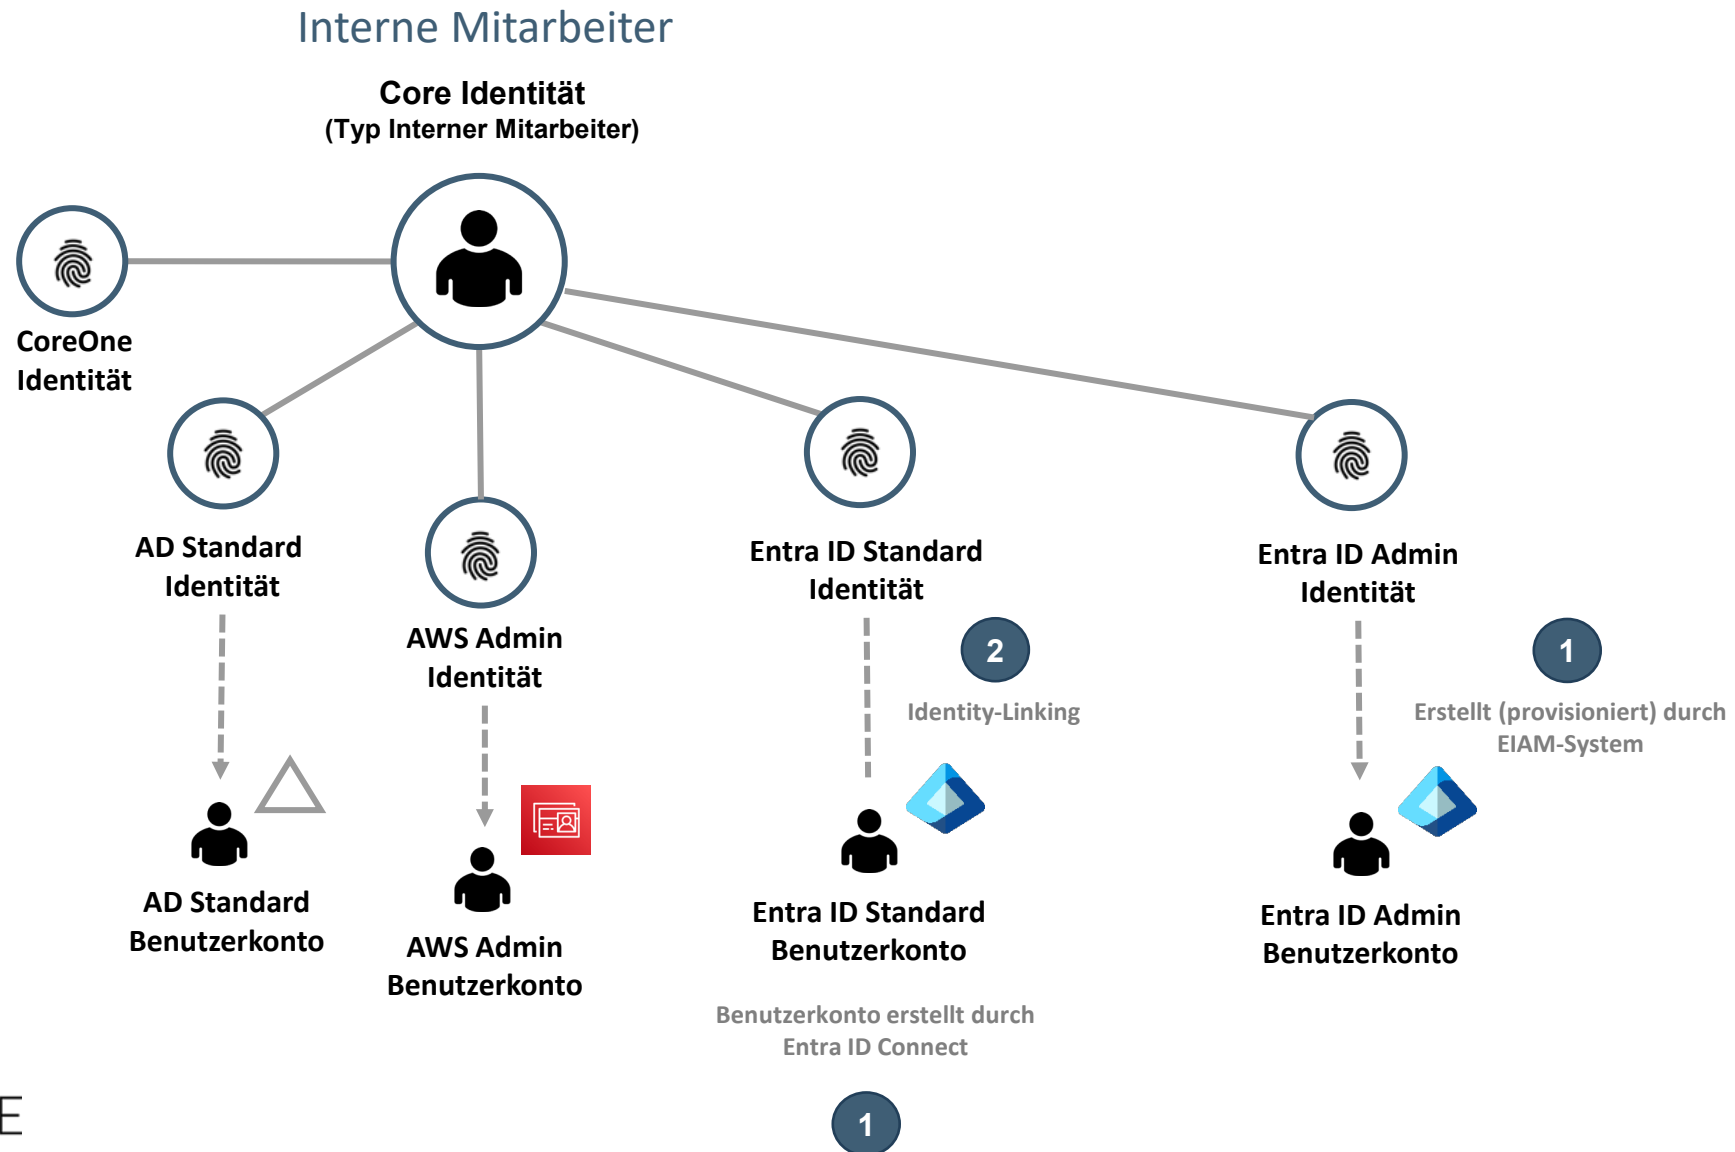 Interne Mitarbeiter
Core Identität
(Typ Interner Mitarbeiter)
CoreOne
Identität
AD Standard
Identität
AWS Admin
Identität
Entra ID Standard
Identität
Entra ID Admin
Identität
2
Identity-Linking
1
Erstellt (provisioniert) durch
EIAM-System
AD Standard
Benutzerkonto
AWS Admin
Benutzerkonto
Entra ID Standard
Benutzerkonto
Entra ID Admin
Benutzerkonto
Benutzerkonto erstellt durch
Entra ID Connect
1
E